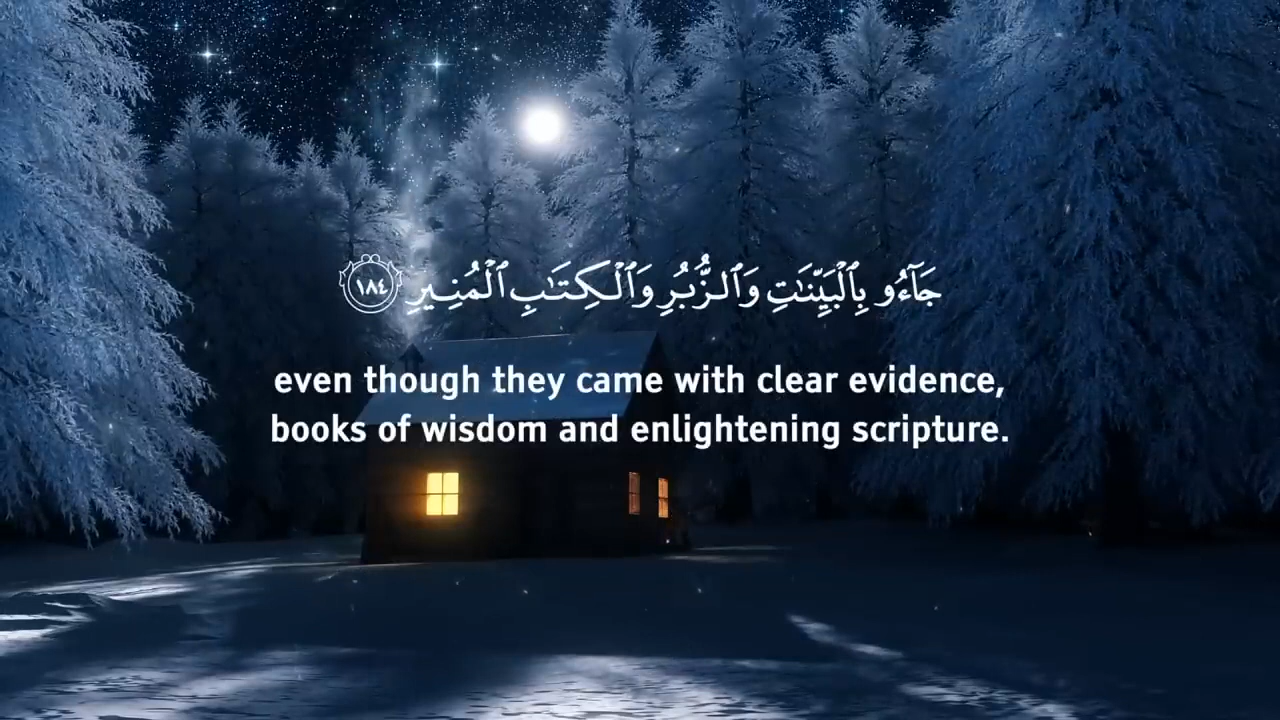 جَآءُو بِٱلْبَيِّنَـٰتِ وَٱلزُّبُرِ وَٱلْكِتَـٰبِ ٱلْمُنِيرِ ١٨٤
even though they came with clear evidence,
books of wisdom and enlightening scripture.